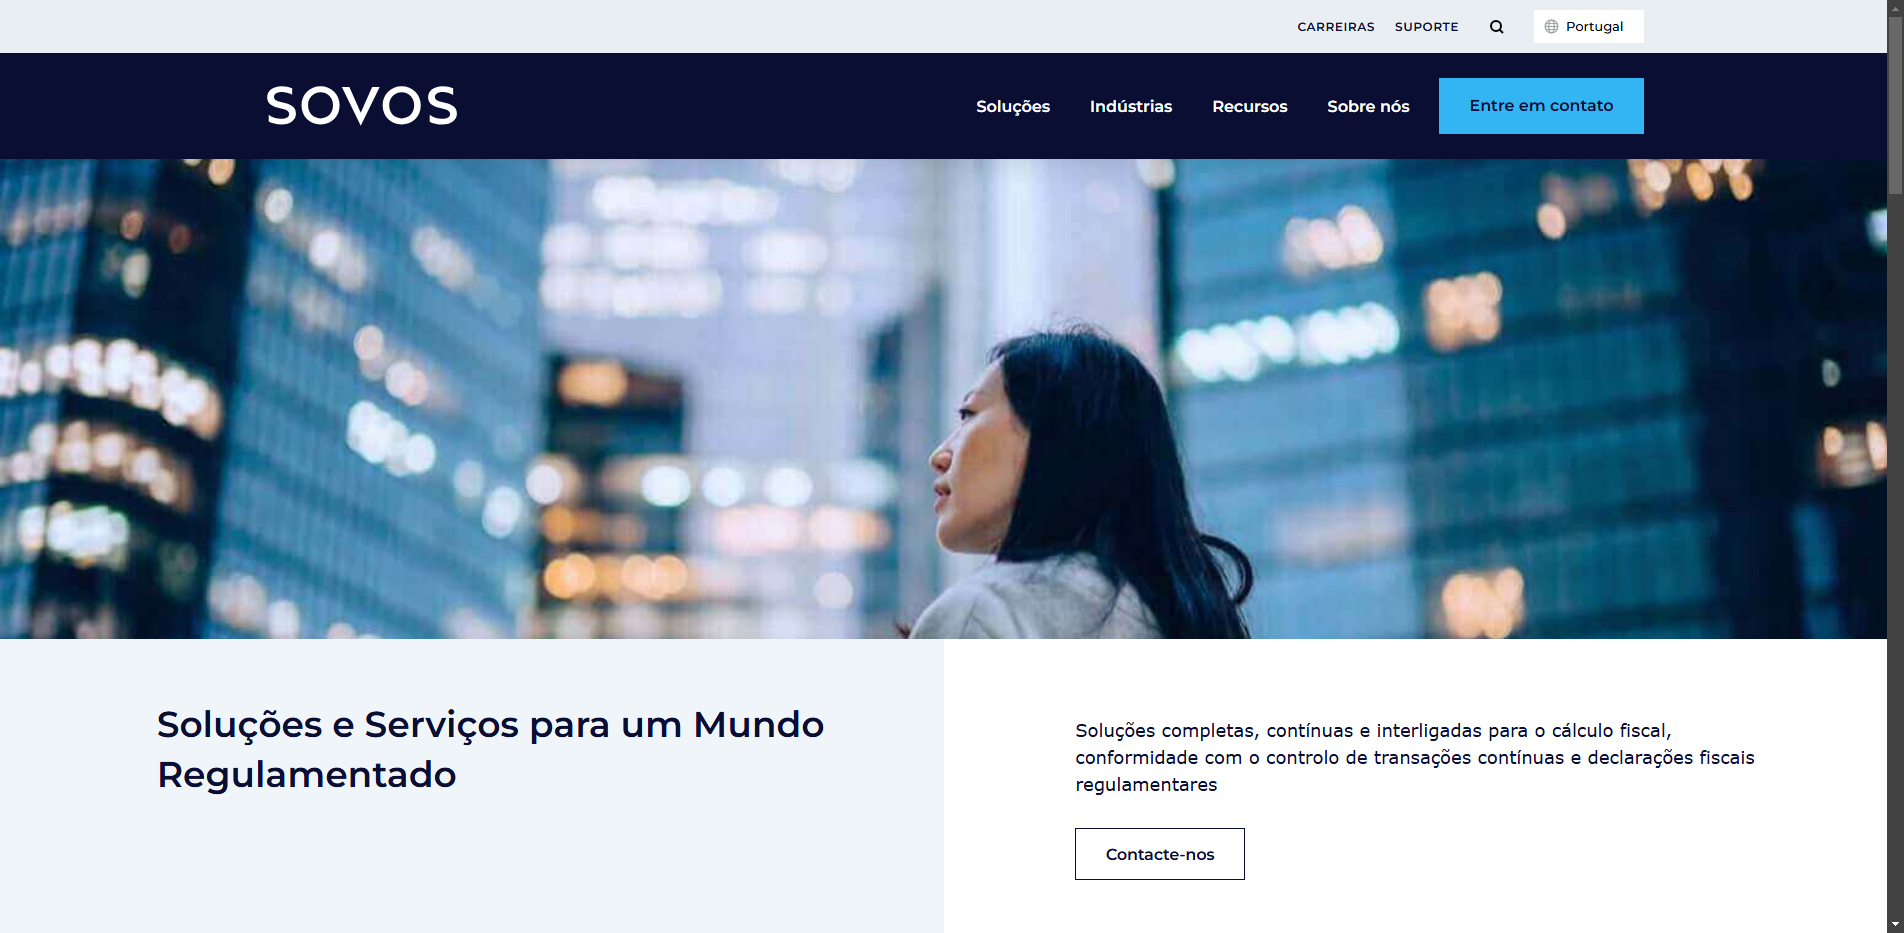 CARREIRAS SUPORTE Portugal
SOVOS
Soluções Indústrias Recursos Sobre nós Entre em contato
Soluções e Serviços para um Mundo
Regulamentado
Soluções completas, contínuas e interligadas para o cálculo fiscal,
conformidade com o controlo de transações contínuas e declarações fiscais
regulamentares
Contacte-nos